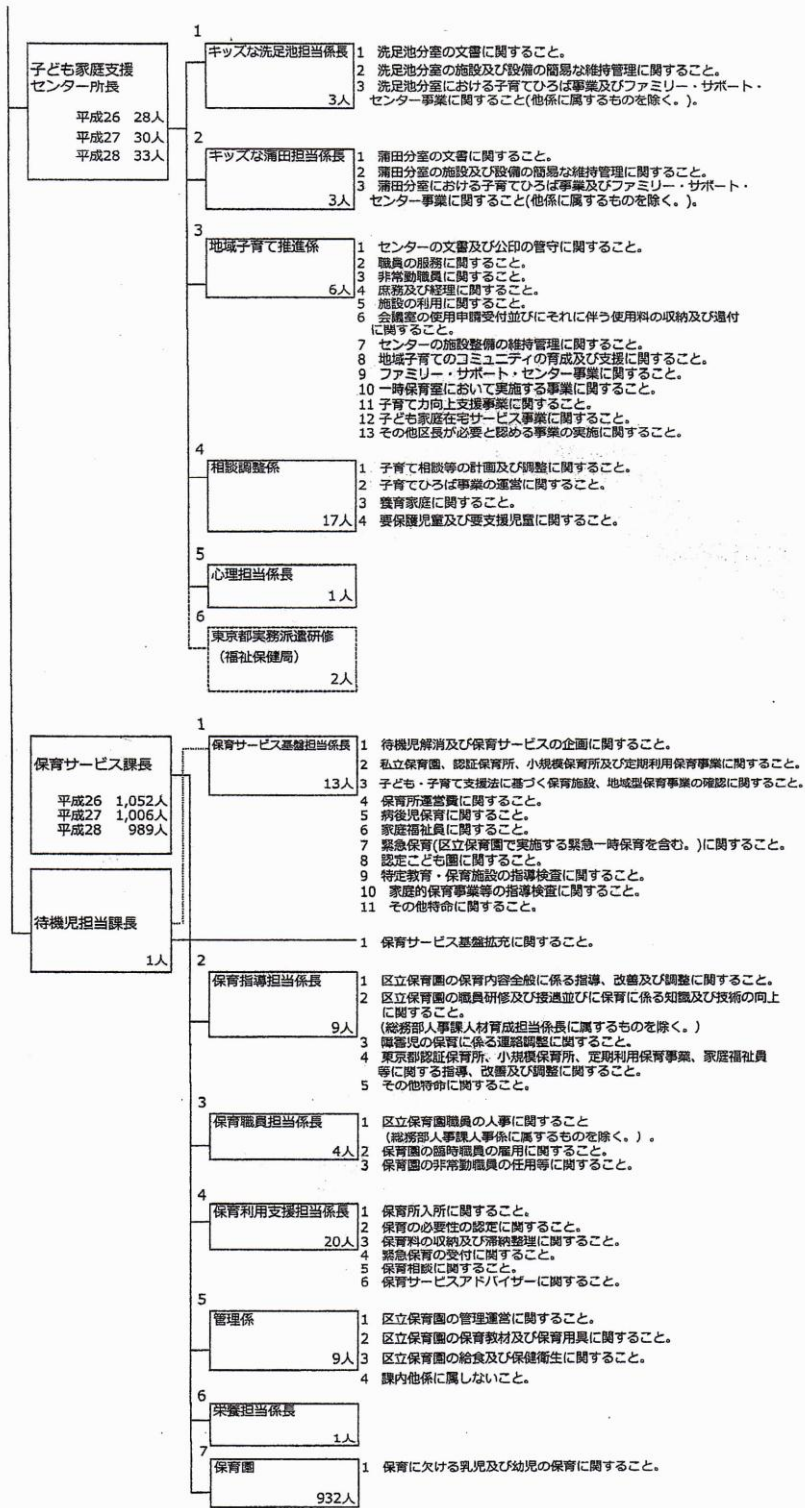 子ども家庭支援
センター所長
平成26 28人
平成27 30人
平成28 33人
1
キッズな洗足池担当係長
3人
1 洗足池分室の文書に関すること。
2 洗足池分室の施設及び設備の簡易な維持管理に関すること。
3 洗足池分室における子育てひろば事業及びファミリー・サポート・
センター事業に関すること(他係に属するものを除く。)。
2
キッズな蒲田担当係長
3人
1 蒲田分室の文書に関すること。
2 蒲田分室の施設及び設備の簡易な維持管理に関すること。
3 蒲田分室における子育てひろば事業及びファミリー・サポート・
センター事業に関すること(他係に属するものを除く。)。
3
地域子育て推進係
6人
1 センターの文書及び公印の管守に関すること。
2 職員の服務に関すること。
3 非常勤職員に関すること。
4 庶務及び経理に関すること。
5 施設の利用に関すること。
6 会議室の使用申請受付並びにそれに伴う使用料の収納及び還付
に関すること。
7 センターの施設整備の維持管理に関すること。
8 地域子育てのコミュニティの育成及び支援に関すること。
9 ファミリー・サポート・センター事業に関すること。
10 一時保育室において実施する事業に関すること。
11 子育て力向上支援事業に関すること。
12 子ども家庭在宅サービス事業に関すること。
13 その他区長が必要と認める事業の実施に関すること。
4
相談調整係
17人
1 子育て相談等の計画及び調整に関すること。
2 子育てひろば事業の運営に関すること。
3 養育家庭に関すること。
4 要保護児童及び要支援児童に関すること。
5
心理担当係長
1人
6
東京都実務派遣研修
(福祉保健局)
2人
保育サービス課長
平成26 1,052人
平成27 1,006人
平成28 989人
待機児担当課長
1人
1
保育サービス基盤担当係長
13人
1 待機児解消及び保育サービスの企画に関すること。
2 私立保育園、認証保育所、小規模保育所及び定期利用保育事業に関すること。
3 子ども・子育て支援法に基づく保育施設、地域型保育事業の確認に関すること。
4 保育所運営費に関すること。
5 病後児保育に関すること。
6 家庭福祉員に関すること。
7 緊急保育(区立保育園で実施する緊急一時保育を含む。)に関すること。
8 認定こども園に関すること。
9 特定教育・保育施設の指導検査に関すること。
10 家庭的保育事業等の指導検査に関すること。
11 その他特命に関すること。
1 保育サービス基盤拡充に関すること。
2
保育指導担当係長
9人
1 区立保育園の保育内容全般に係る指導、改善及び調整に関すること。
2 区立保育園の職員研修及び接遇並びに保育に係る知識及び技術の向上
に関すること。
(総務部人事課人材育成担当係長に属するものを除く。)
3 障害児の保育に係る連絡調整に関すること。
4 東京都認証保育所、小規模保育所、定期利用保育事業、家庭福祉員
等に関する指導、改善及び調整に関すること。
5 その他特命に関すること。
3
保育職員担当係長
4人
1 区立保育園職員の人事に関すること
(総務部人事課人事係に属するものを除く。)。
2 保育園の臨時職員の雇用に関すること。
3 保育園の非常勤職員の任用等に関すること。
4
保育利用支援担当係長
20人
1 保育所入所に関すること。
2 保育の必要性の認定に関すること。
3 保育料の収納及び滞納整理に関すること。
4 緊急保育の受付に関すること。
5 保育相談に関すること。
6 保育サービスアドバイザーに関すること。
5
管理係
9人
1 区立保育園の管理運営に関すること。
2 区立保育園の保育教材及び保育用具に関すること。
3 区立保育園の給食及び保健衛生に関すること。
4 課内他係に属しないこと。
6
栄養担当係長
1人
7
保育園
932人
1 保育に欠ける乳児及び幼児の保育に関すること。